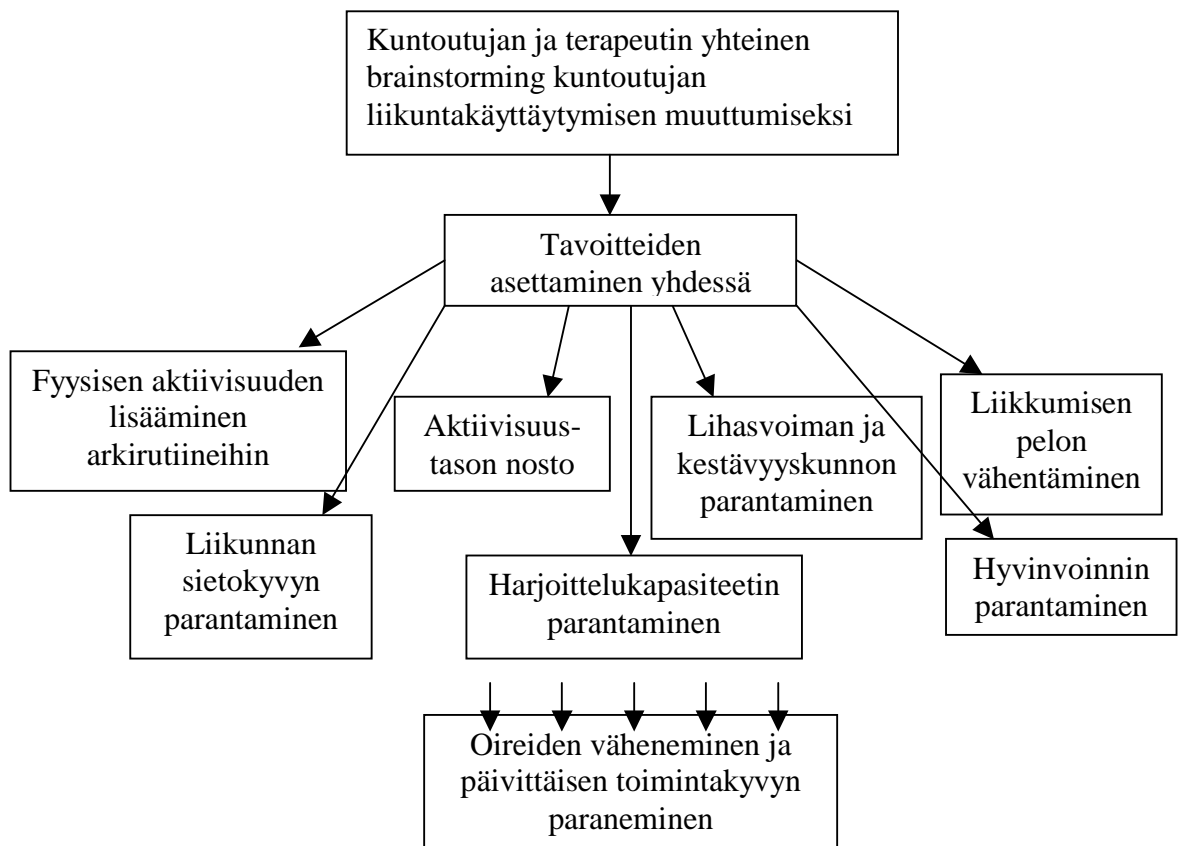 Kuntoutujan ja terapeutin yhteinen
brainstorming kuntoutujan
liikuntakäyttäytymisen muuttumiseksi
Tavoitteiden
asettaminen yhdessä
Fyysisen aktiivisuuden
lisääminen
arkirutiineihin
Aktiivisuus-
tason nosto
Lihasvoiman ja
kestävyyskunnon
parantaminen
Liikkumisen
pelon
vähentäminen
Liikunnan
sietokyvyn
parantaminen
Harjoittelukapasiteetin
parantaminen
Hyvinvoinnin
parantaminen
Oireiden väheneminen ja
päivittäisen toimintakyvyn
paraneminen